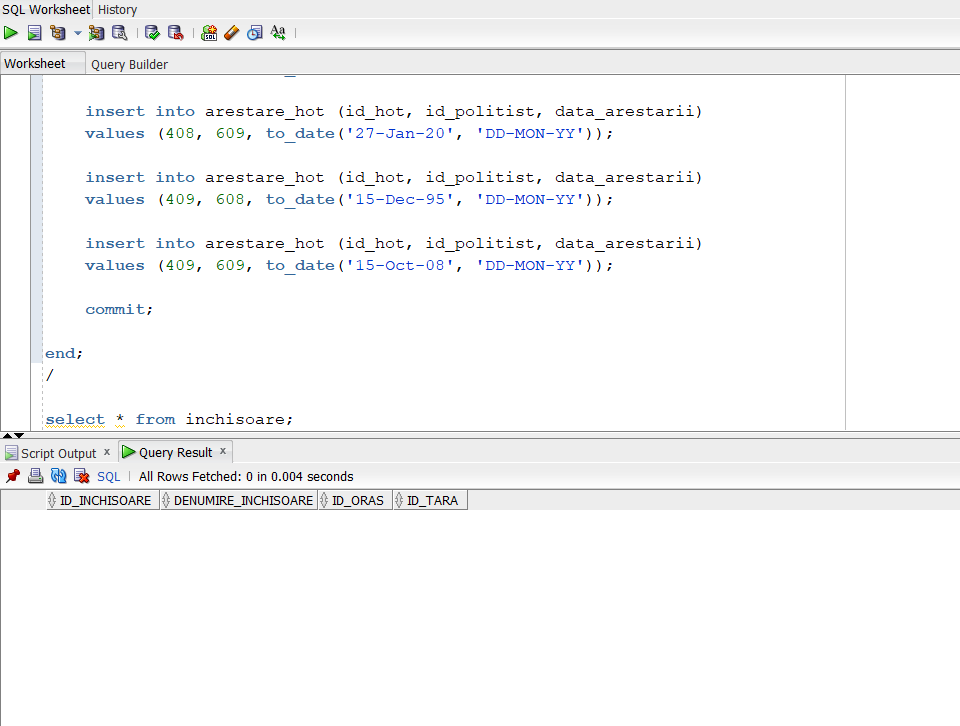 SQL Worksheet History
Worksheet Query Builder
insert into arestare_hot (id_hot, id_politist, data_arestarii)
values (408, 609, to_date('27-Jan-20', 'DD-MON-YY'));
insert into arestare_hot (id_hot, id_politist, data_arestarii)
values (409, 608, to_date('15-Dec-95', 'DD-MON-YY'));
insert into arestare_hot (id_hot, id_politist, data_arestarii)
values (409, 609, to_date('15-Oct-08', 'DD-MON-YY'));
commit;
end;
/
select * from inchisoare;
Script Output x Query Result x
SQL | All Rows Fetched: 0 in 0.004 seconds
ID_INCHISOARE DENUMIRE_INCHISOARE ID_ORAS ID_TARA